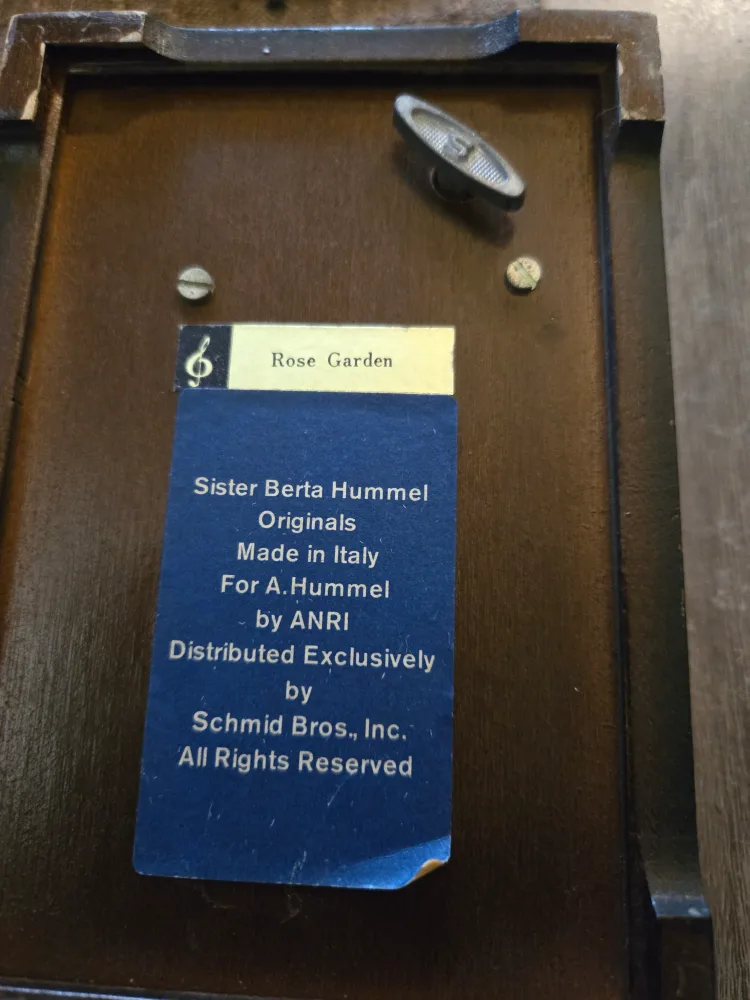 Rose Garden
Sister Berta Hummel
Originals
Made in Italy
For A.Hummel
by ANRI
Distributed Exclusively
by
Schmid Bros., Inc.
All Rights Reserved